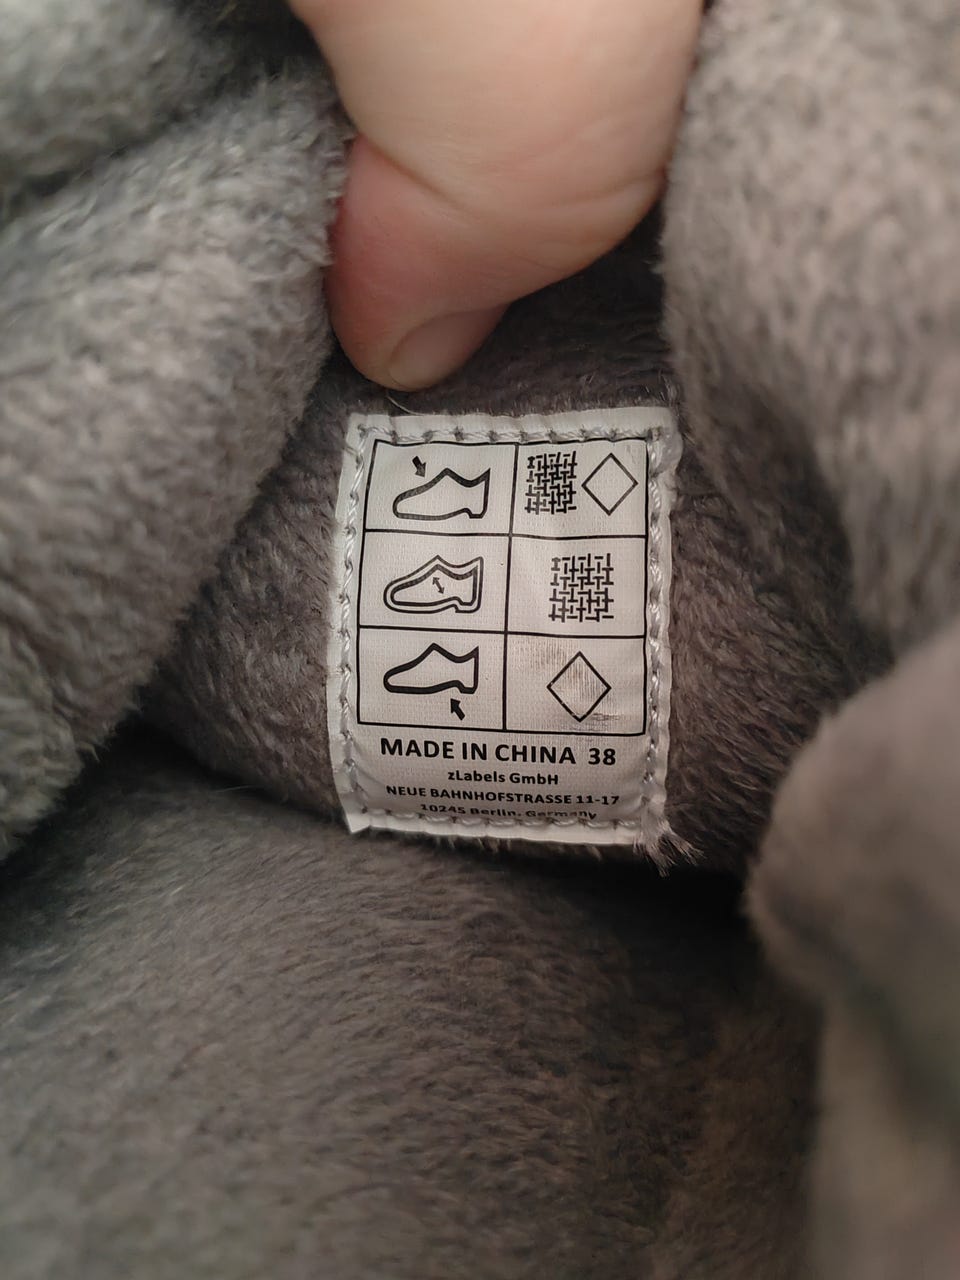 MADE IN CHINA 38
zLabels GmbH
NEUE BAHNHOFSTRASSE 11-17
10245 Berlin, Germany